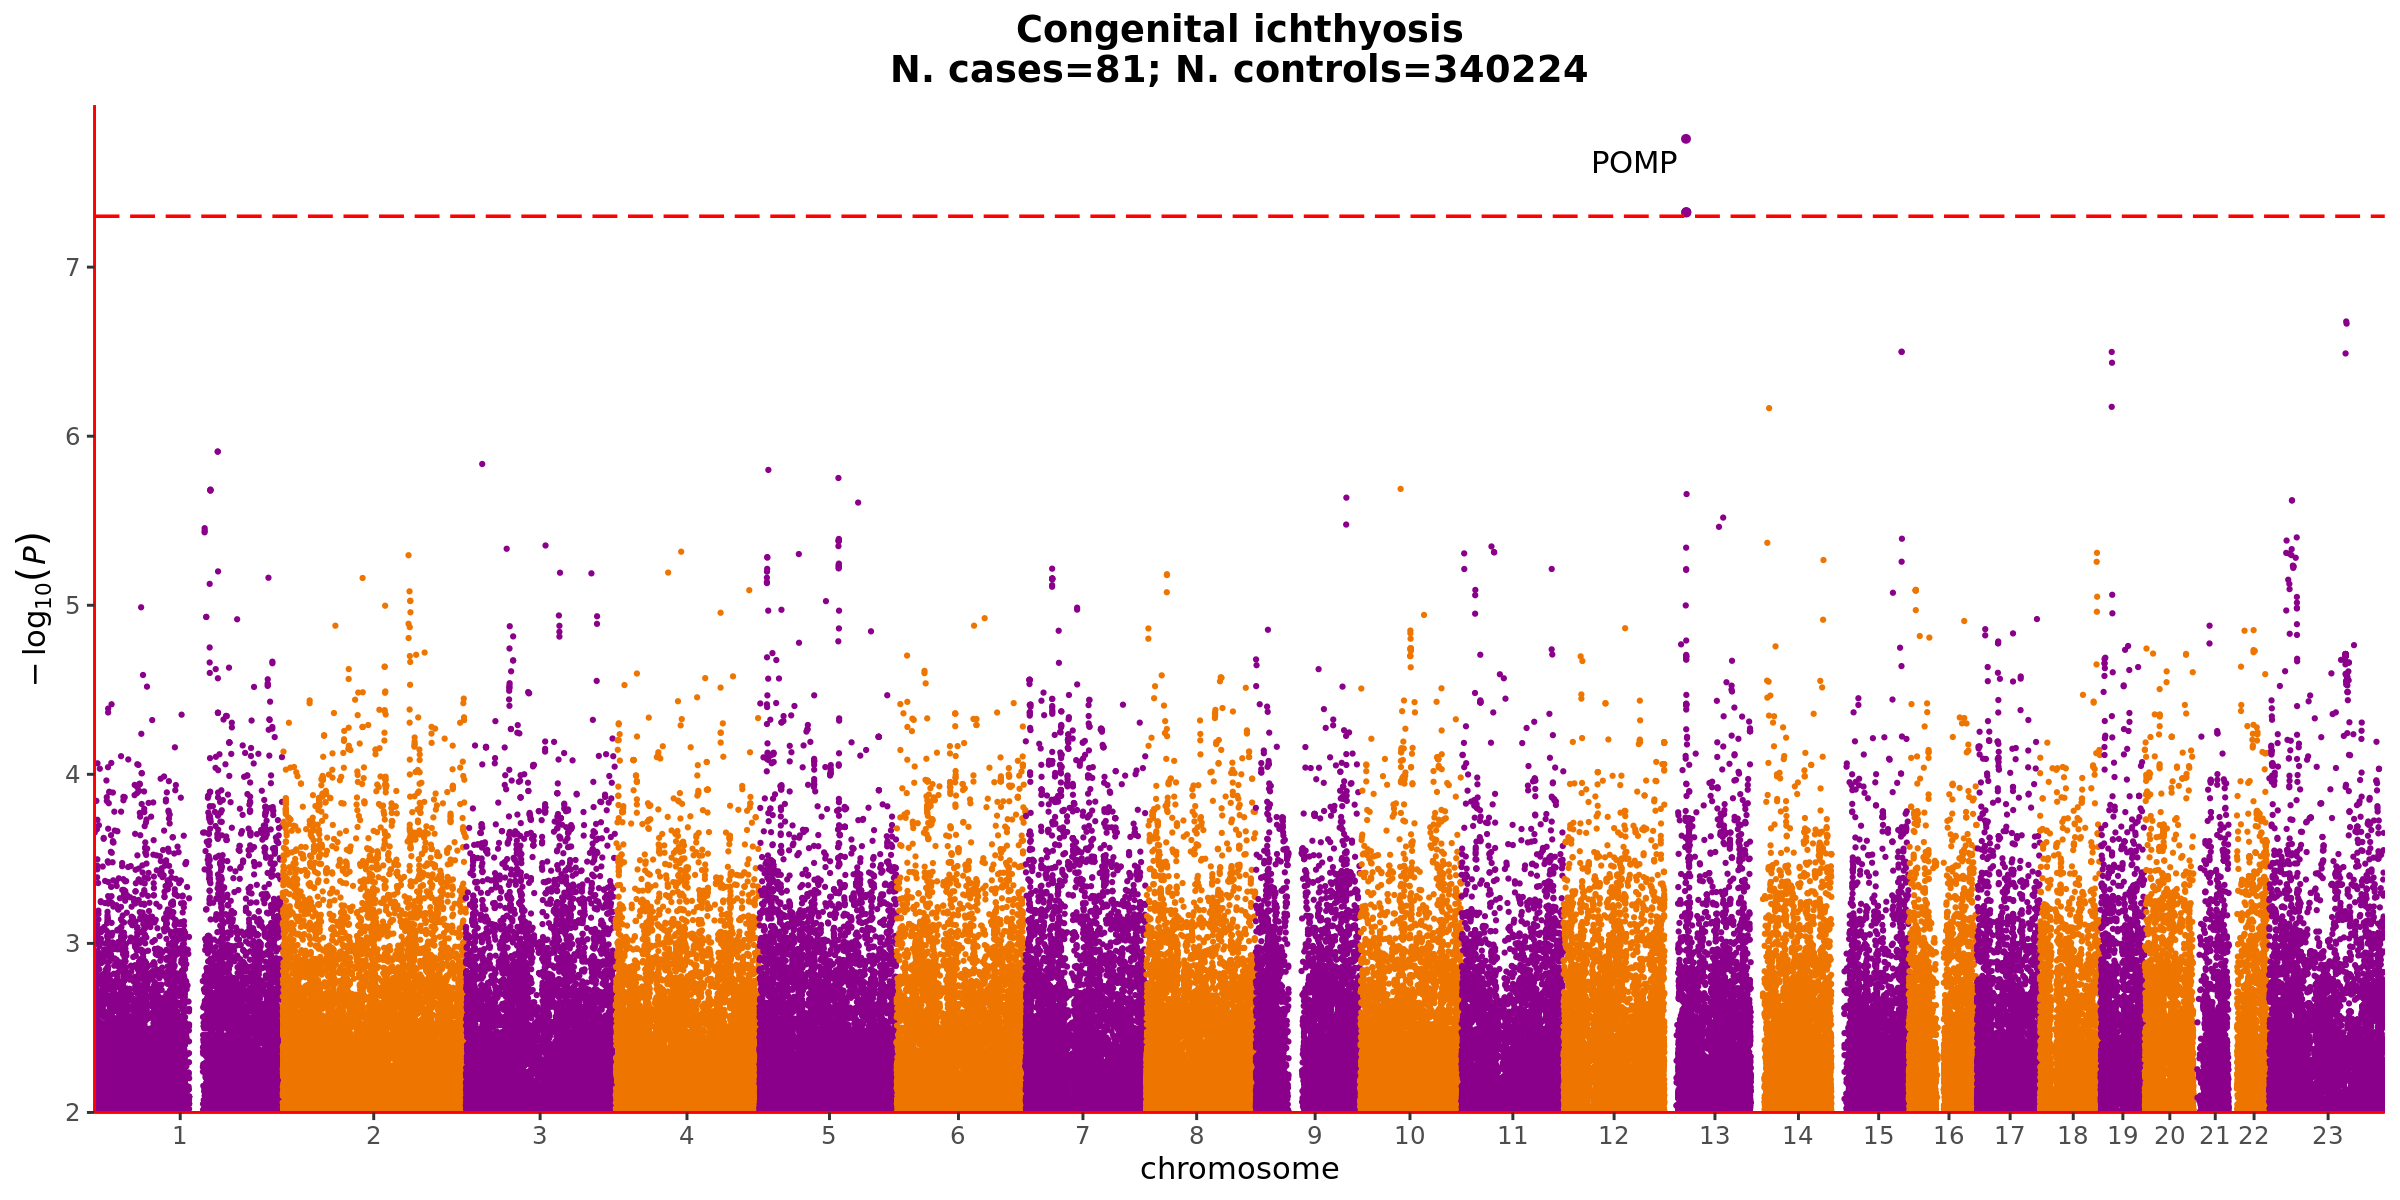 Congenital ichthyosis
N. cases=81; N. controls=340224
POMP
7
6
5
4
3
2
− log10(P)
1 2 3 4 5 6 7 8 9 10 11 12 13 14 15 16 17 18 19 20 21 22 23
chromosome